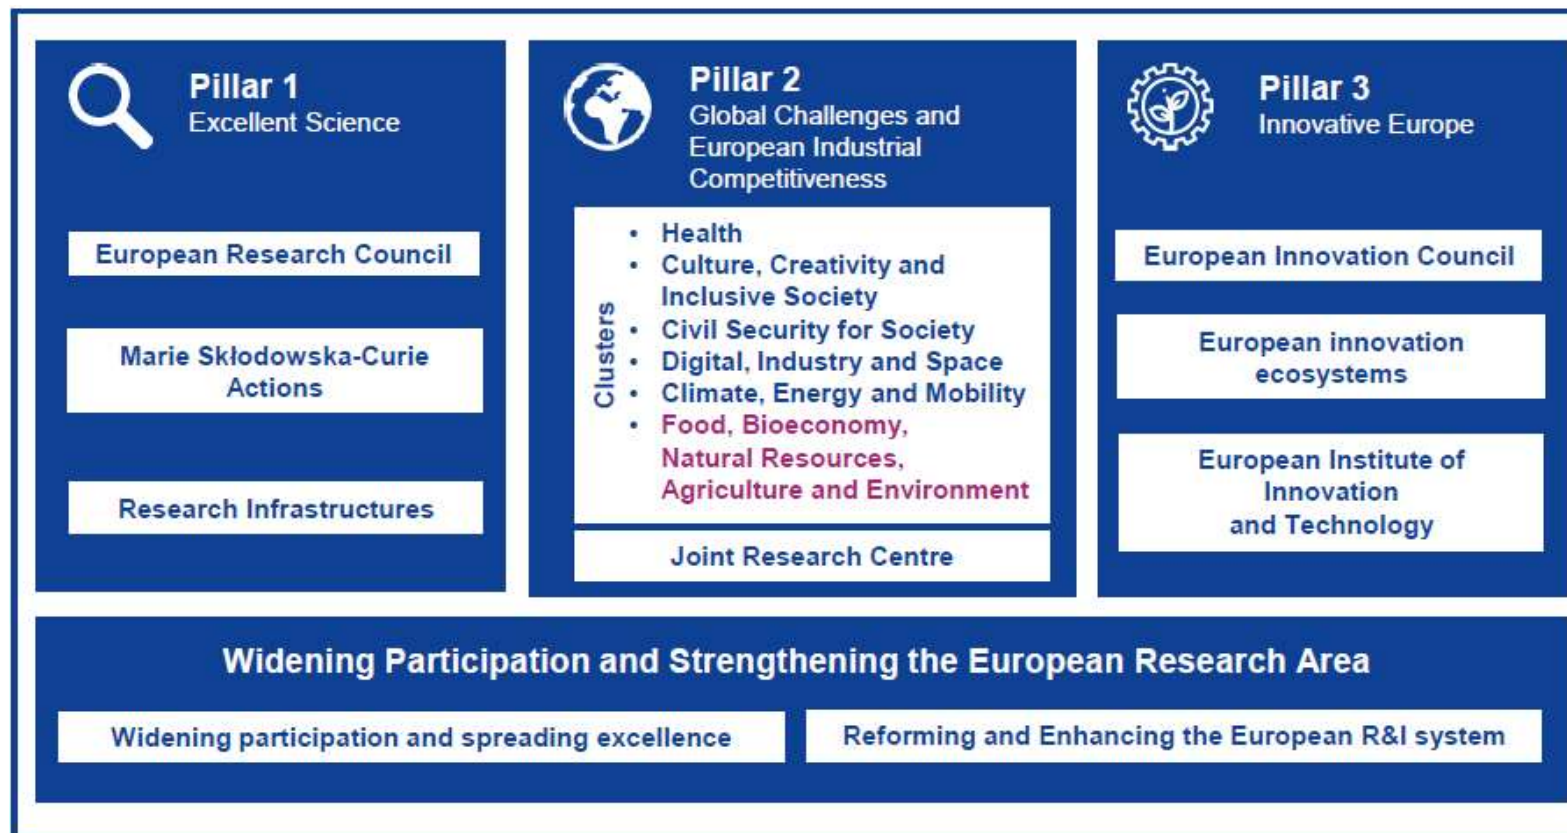 Pillar 1
Excellent Science
European Research Council
Marie Skłodowska-Curie
Actions
Research Infrastructures
Pillar 2
Global Challenges and
European Industrial
Competitiveness
Clusters
• Health
• Culture, Creativity and
Inclusive Society
• Civil Security for Society
• Digital, Industry and Space
• Climate, Energy and Mobility
• Food, Bioeconomy,
Natural Resources,
Agriculture and Environment
Joint Research Centre
Pillar 3
Innovative Europe
European Innovation Council
European innovation
ecosystems
European Institute of
Innovation
and Technology
Widening Participation and Strengthening the European Research Area
Widening participation and spreading excellence
Reforming and Enhancing the European R&I system